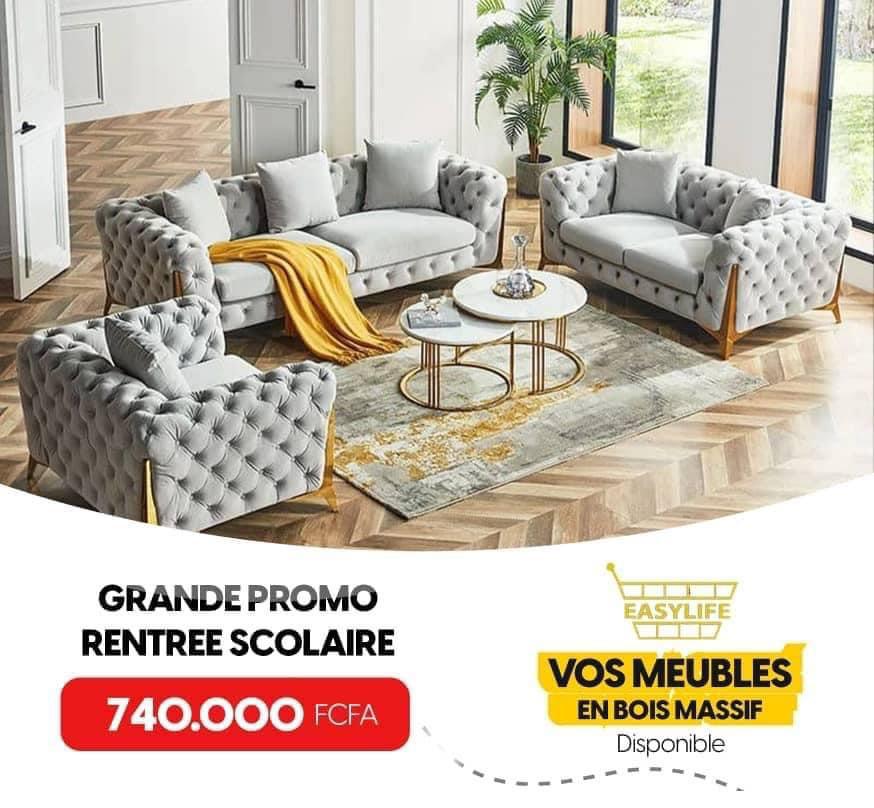 GRANDE PROMO
RENTREE SCOLAIRE
740.000 FCFA
EASYLIFE
VOS MEUBLES
EN BOIS MASSIF
Disponible